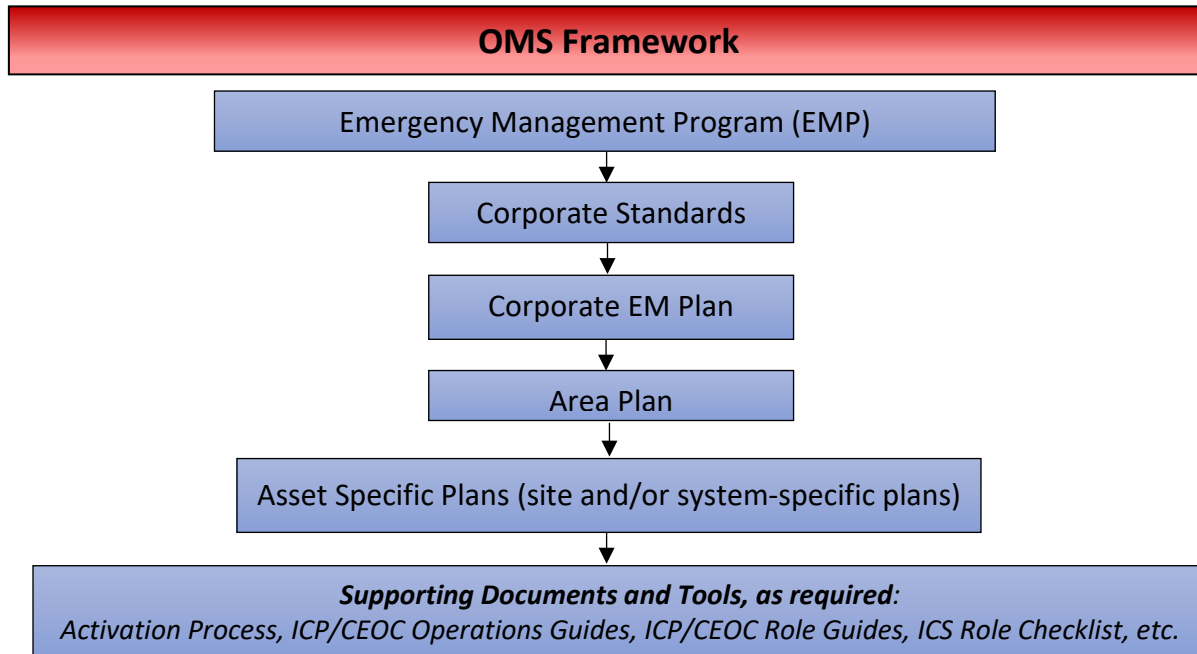 OMS Framework
Emergency Management Program (EMP)
Corporate Standards
Corporate EM Plan
Area Plan
Asset Specific Plans (site and/or system-specific plans)
Supporting Documents and Tools, as required:
Activation Process, ICP/CEOC Operations Guides, ICP/CEOC Role Guides, ICS Role Checklist, etc.